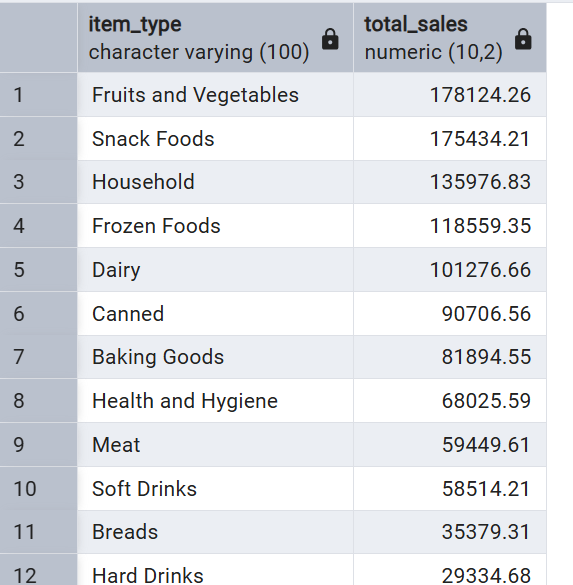 item_type total_sales
character varying (100) numeric (10,2)
1 Fruits and Vegetables 178124.26
2 Snack Foods 175434.21
3 Household 135976.83
4 Frozen Foods 118559.35
5 Dairy 101276.66
6 Canned 90706.56
7 Baking Goods 81894.55
8 Health and Hygiene 68025.59
9 Meat 59449.61
10 Soft Drinks 58514.21
11 Breads 35379.31
12 Hard Drinks 29334.68